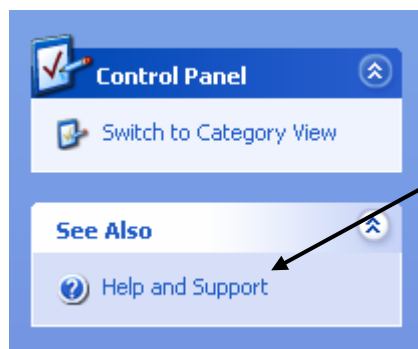 Control Panel
Switch to Category View
See Also
Help and Support